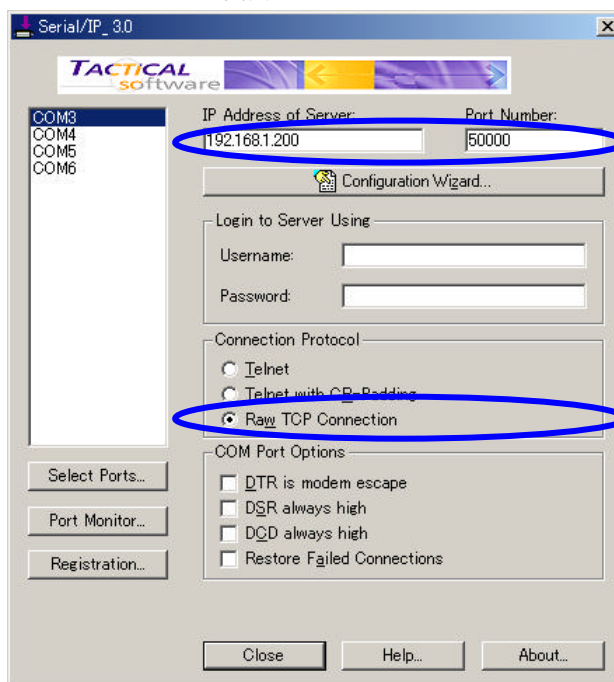 Serial/IP_ 3.0
TACTICAL
software
COM3
COM4
COM5
COM6
IP Address of Server:
Port Number:
192.168.1.200
50000
Configuration Wizard...
Login to Server Using
Username:
Password:
Connection Protocol
Telnet
Telnet with CR-Padding
Raw TCP Connection
COM Port Options
DTR is modem escape
DSR always high
DCD always high
Restore Failed Connections
Select Ports...
Port Monitor...
Registration...
Close
Help...
About...